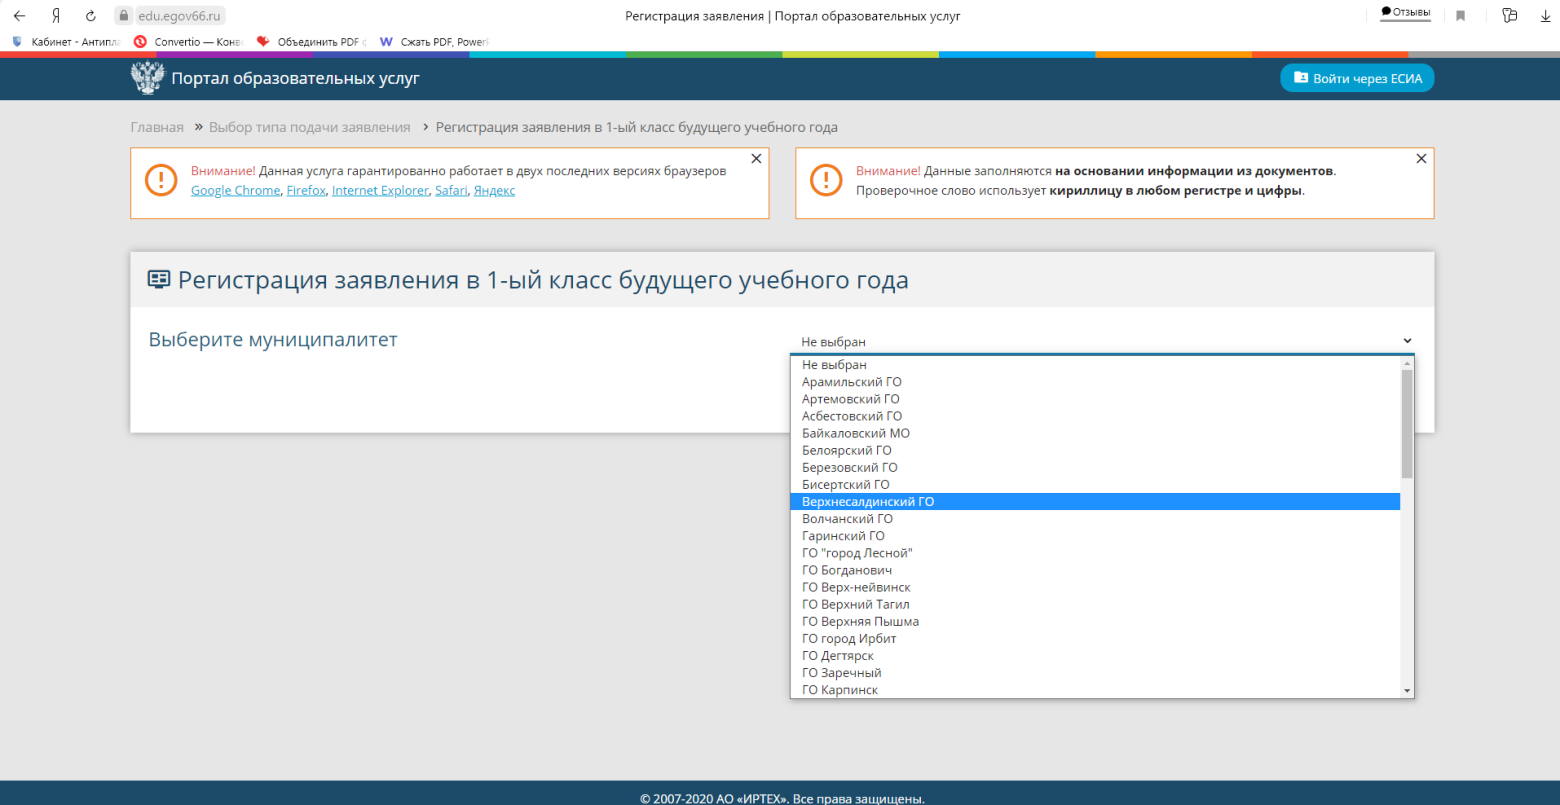 Я edu.egov66.ru Регистрация заявления | Портал образовательных услуг Отзывы
Кабинет - Антипла Convertio — Конве Объединить PDF Сжать PDF, Power
Портал образовательных услуг Войти через ЕСИА
Главная » Выбор типа подачи заявления › Регистрация заявления в 1-ый класс будущего учебного года
Внимание! Данная услуга гарантированно работает в двух последних версиях браузеров
Google Chrome, Firefox, Internet Explorer, Safari, Яндекс
Внимание! Данные заполняются на основании информации из документов.
Проверочное слово использует кириллицу в любом регистре и цифры.
Регистрация заявления в 1-ый класс будущего учебного года
Выберите муниципалитет Не выбран
Не выбран
Арамильский ГО
Артемовский ГО
Асбестовский ГО
Байкаловский МО
Белоярский ГО
Березовский ГО
Бисертский ГО
Верхнесалдинский ГО
Волчанский ГО
Гаринский ГО
ГО "город Лесной"
ГО Богданович
ГО Верх-нейвинск
ГО Верхний Тагил
ГО Верхняя Пышма
ГО город Ирбит
ГО Дегтярск
ГО Заречный
ГО Карпинск
© 2007-2020 АО «ИРТЕХ». Все права защищены.